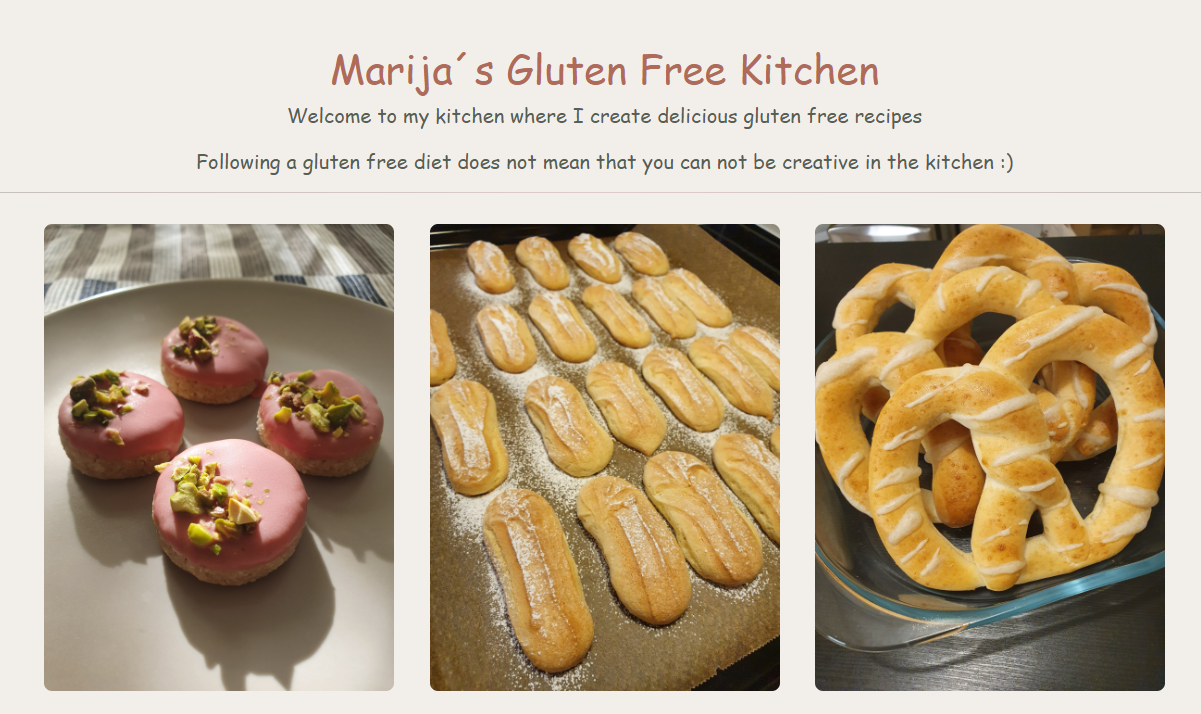 Marija´s Gluten Free Kitchen
Welcome to my kitchen where I create delicious gluten free recipes
Following a gluten free diet does not mean that you can not be creative in the kitchen :)